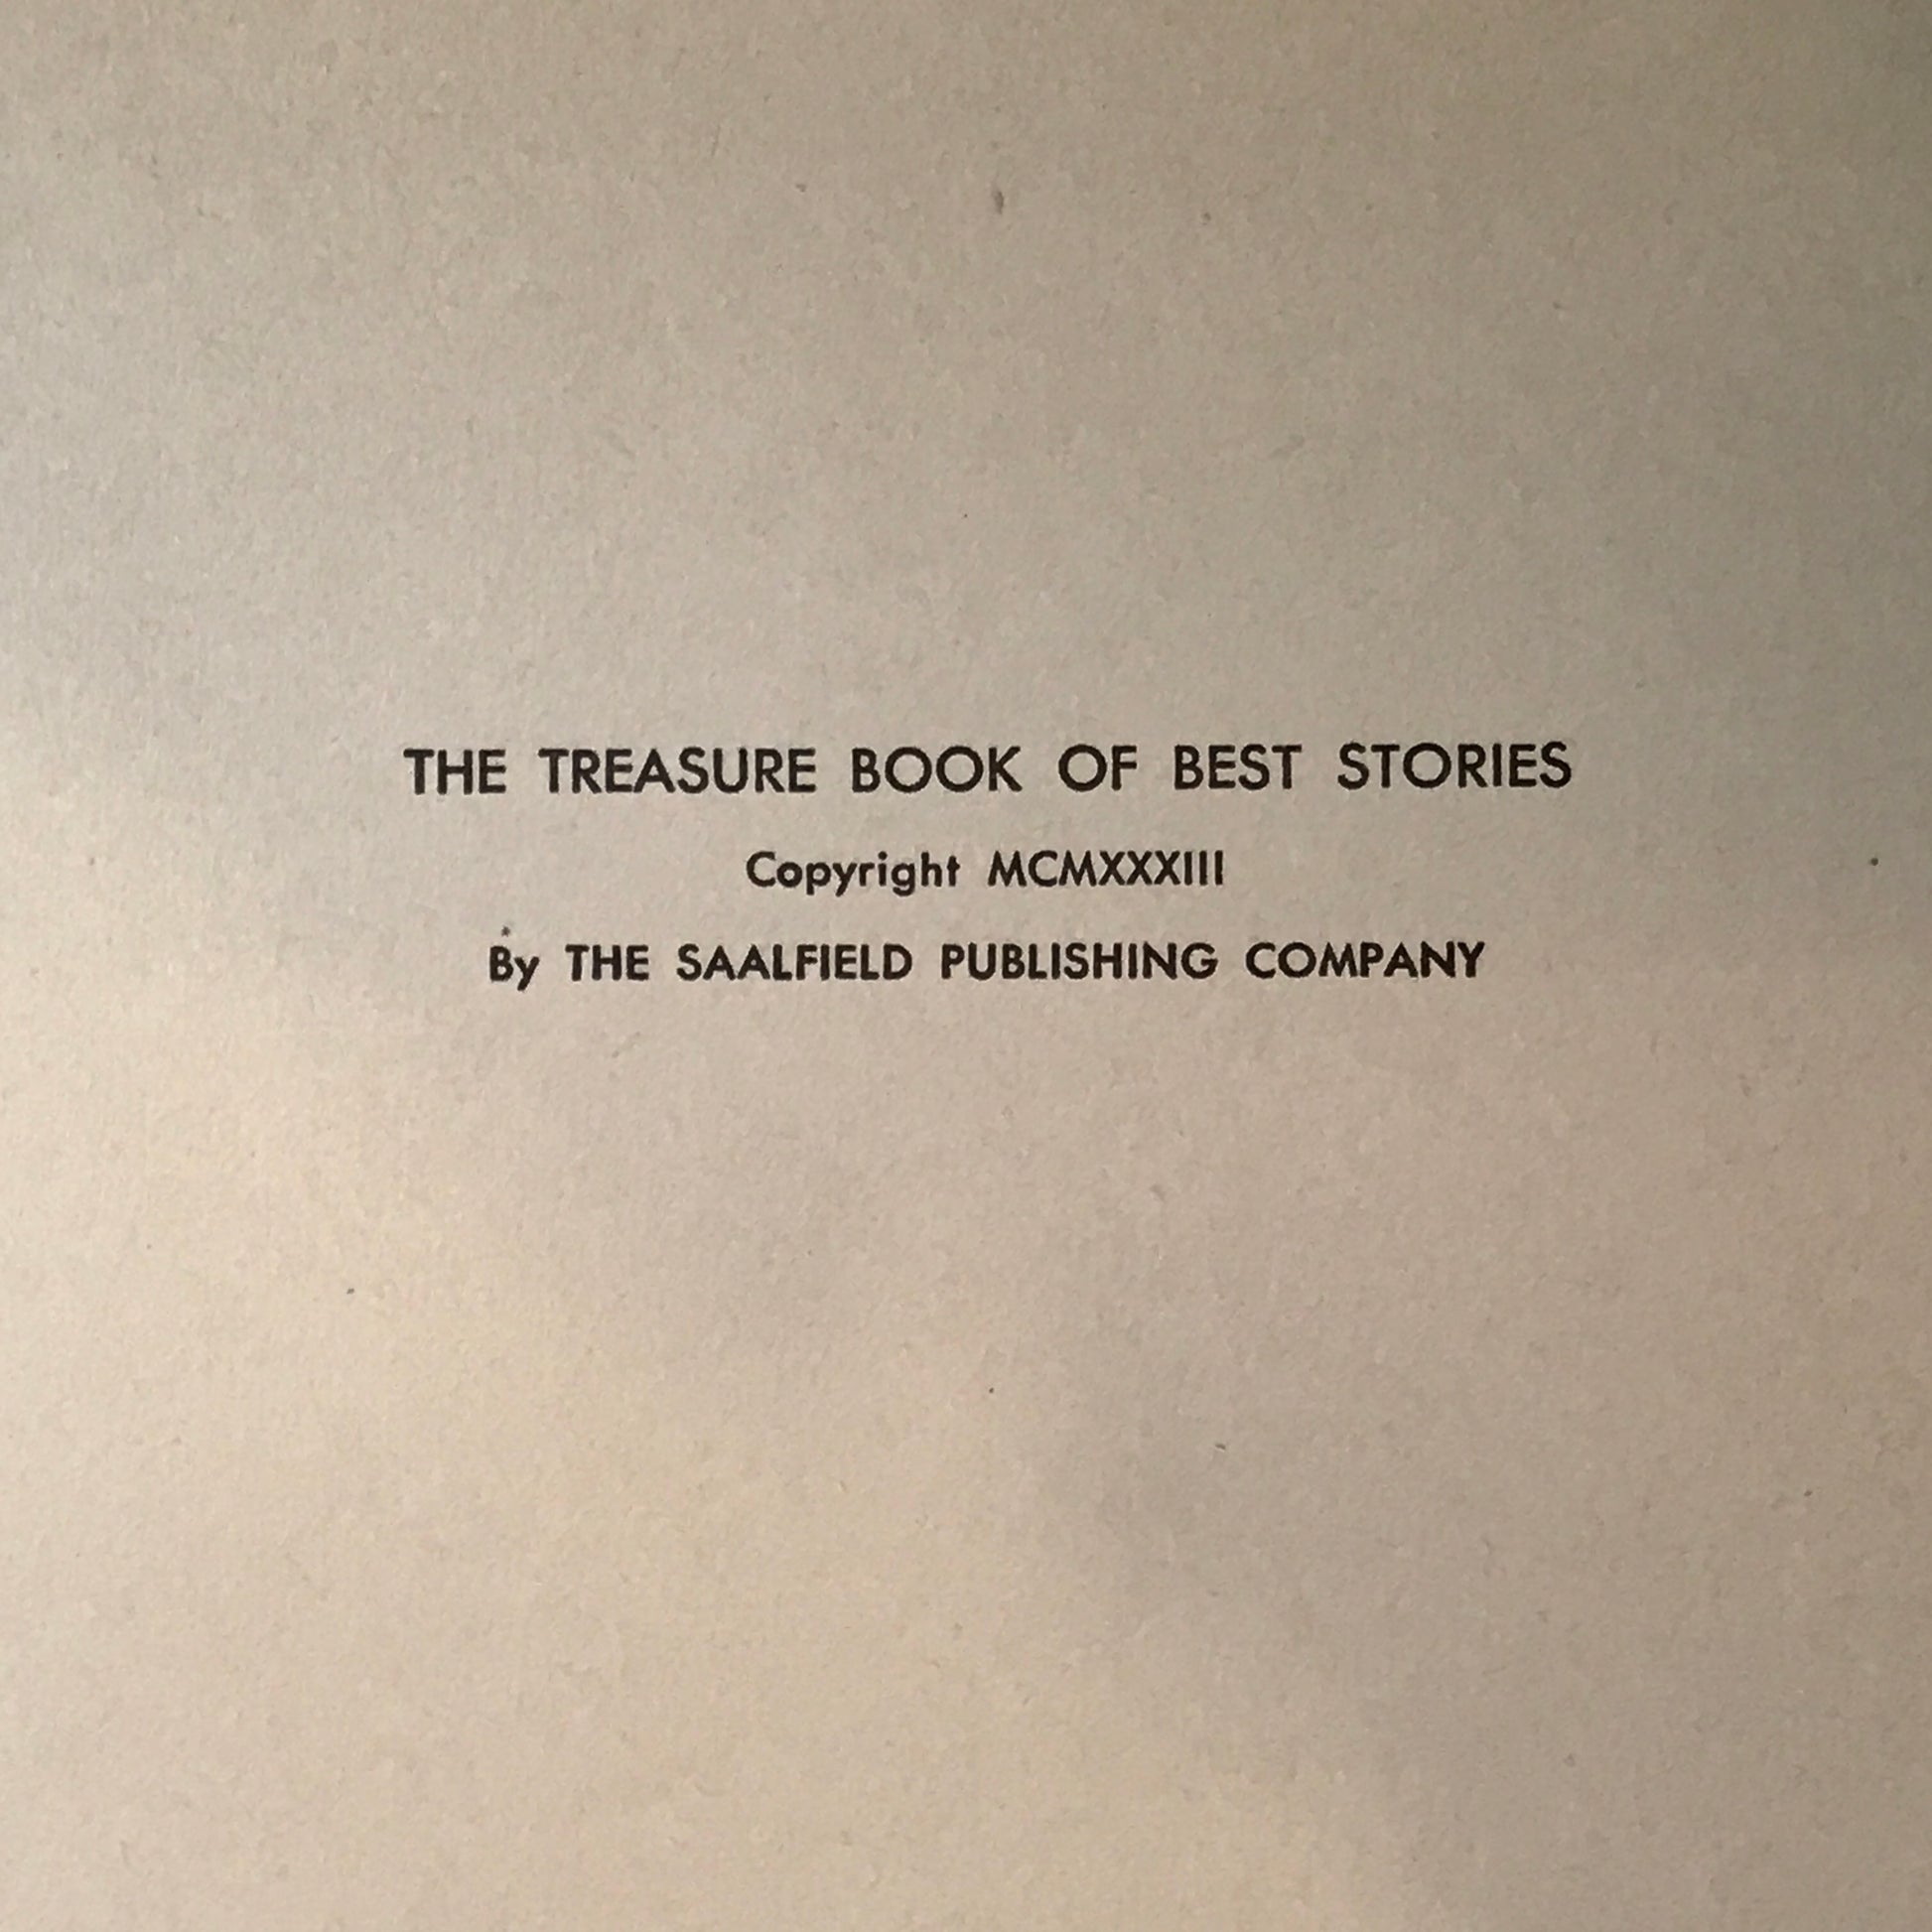 THE TREASURE BOOK OF BEST STORIES
Copyright MCMXXXIII
By THE SAALFIELD PUBLISHING COMPANY